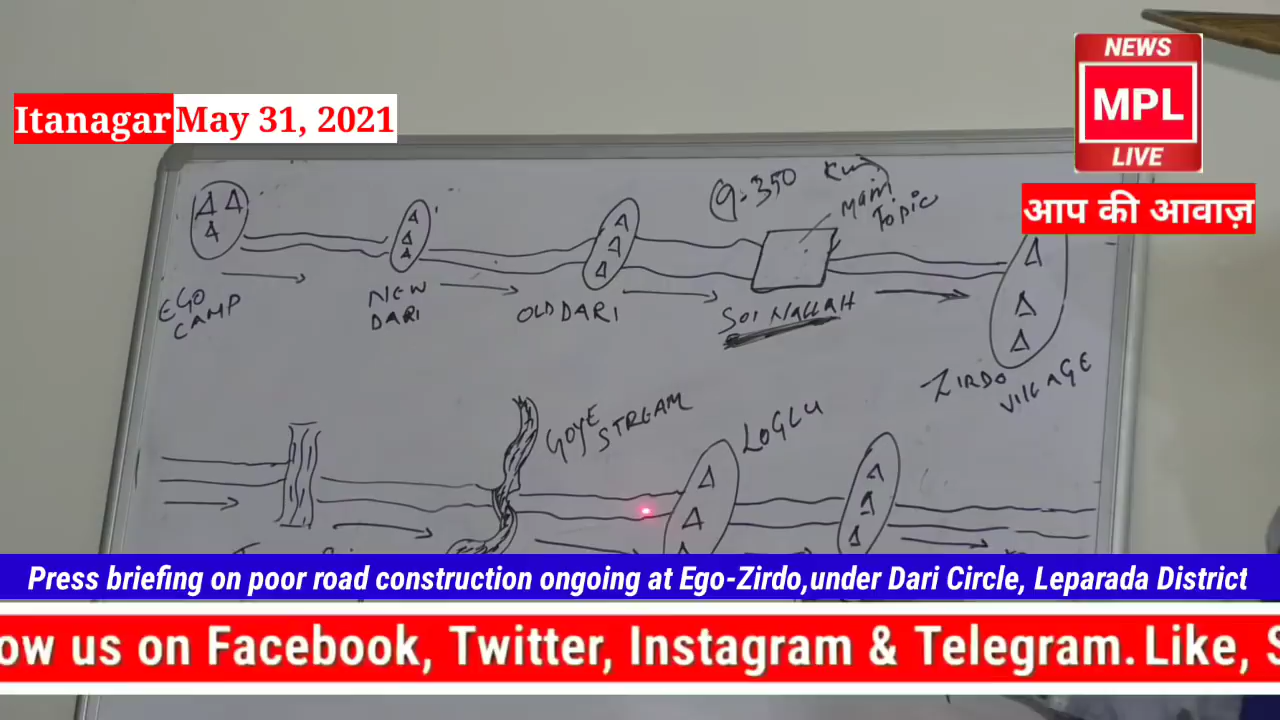 NEWS
MPL
LIVE
Itanagar May 31, 2021
आप की आवाज़
9.350 Km
Main
Topic
EGO
CAMP
NEW
DARI
OLD DARI
SOI NALLAH
ZIRDO
VILLAGE
GOYE
STREAM
LOGLU
Press briefing on poor road construction ongoing at Ego-Zirdo,under Dari Circle, Leparada District
ow us on Facebook, Twitter, Instagram & Telegram. Like, S